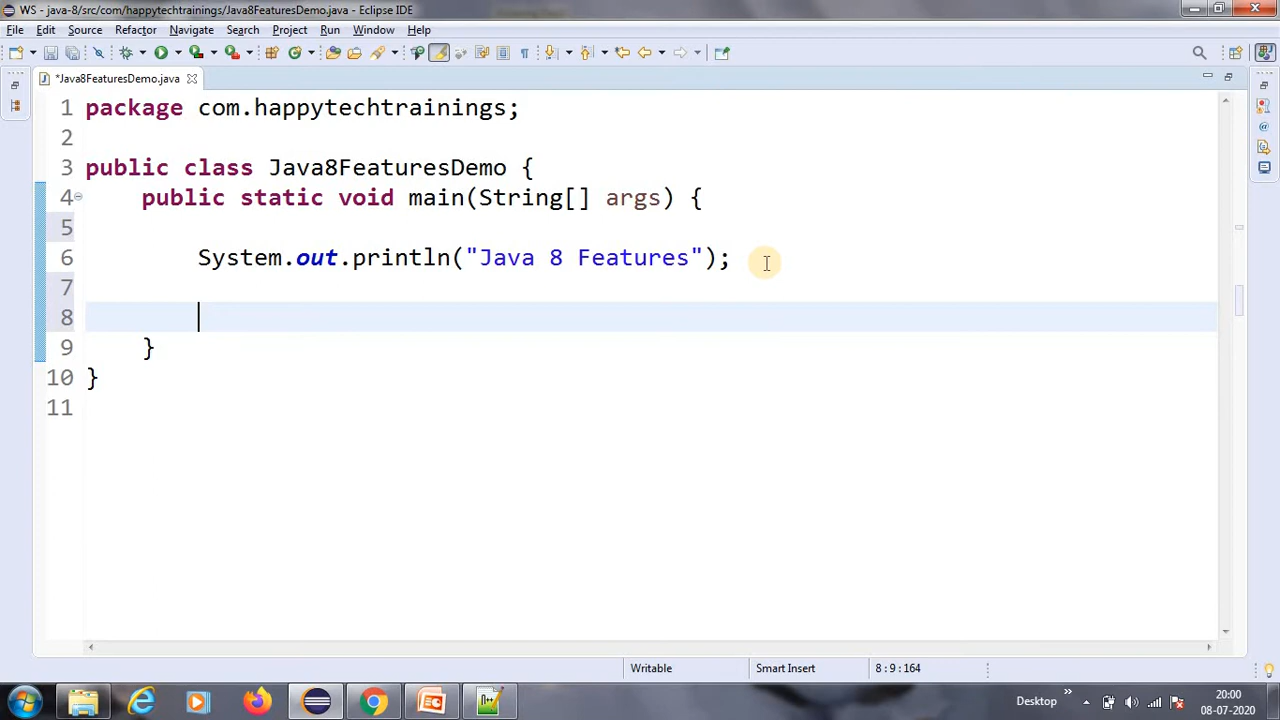 WS - java-8/src/com/happytechtrainings/Java8FeaturesDemo.java - Eclipse IDE
File Edit Source Refactor Navigate Search Project Run Window Help
*Java8FeaturesDemo.java
1 package com.happytechtrainings;
2
3 public class Java8FeaturesDemo {
4 public static void main(String[] args) {
5
6 System.out.println("Java 8 Features");
7
8
9 }
10 }
11
Writable Smart Insert 8 : 9 : 164
Desktop » 20:00
08-07-2020